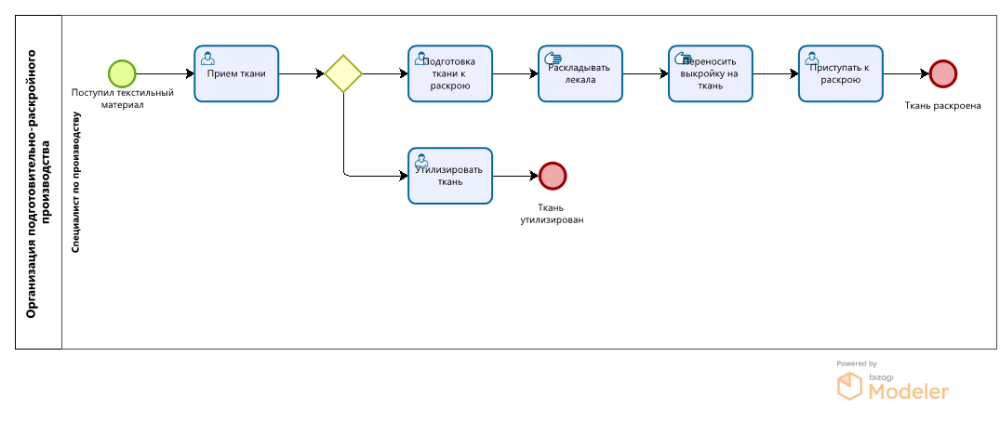 Организация подготовительно-раскройного
производства
Специалист по производству
Поступил текстильный
материал
Прием ткани
Подготовка
ткани к
раскрою
Раскладывать
лекала
Переносить
выкройку на
ткань
Приступать к
раскрою
Ткань раскроена
Утилизировать
ткань
Ткань
утилизирован
Powered by
bizagi
Modeler